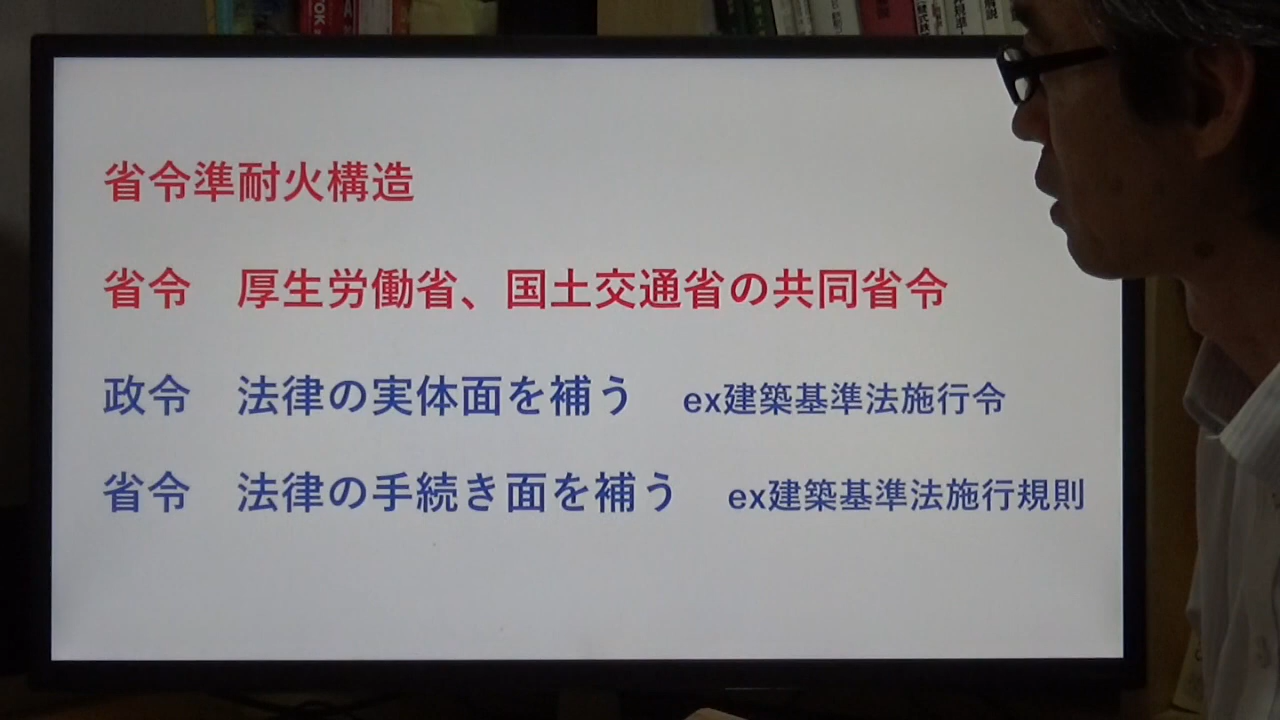 省令準耐火構造
省令　厚生労働省、国土交通省の共同省令
政令　法律の実体面を補う　ex建築基準法施行令
省令　法律の手続き面を補う　ex建築基準法施行規則